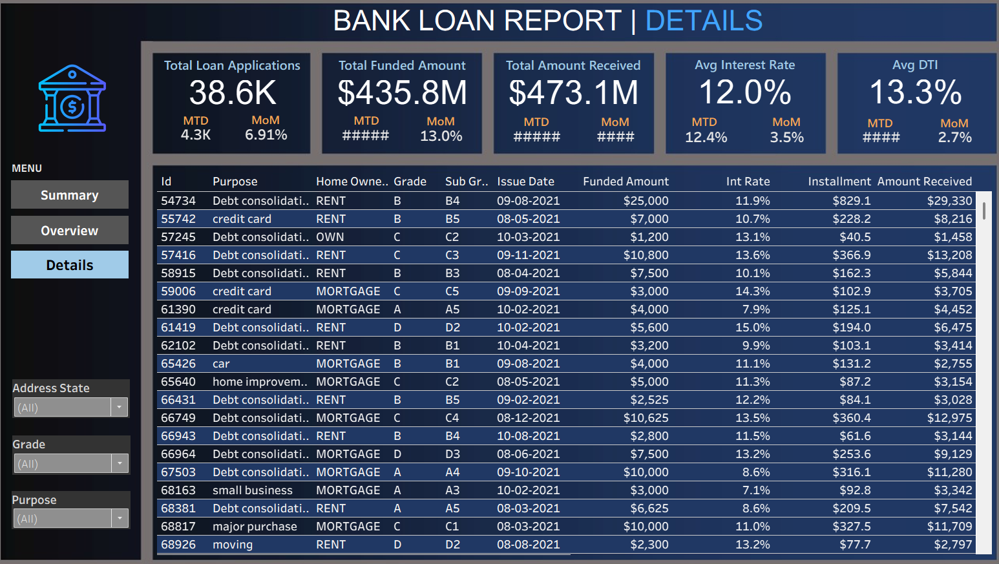 BANK LOAN REPORT | DETAILS
Total Loan Applications
38.6K
MTD MoM
4.3K 6.91%
Total Funded Amount
$435.8M
MTD MoM
##### 13.0%
Total Amount Received
$473.1M
MTD MoM
##### ####
Avg Interest Rate
12.0%
MTD MoM
12.4% 3.5%
Avg DTI
13.3%
MTD MoM
#### 2.7%
MENU
Summary
Overview
Details
Address State
(All)
Grade
(All)
Purpose
(All)
Id Purpose Home Owne.. Grade Sub Gr.. Issue Date Funded Amount Int Rate Installment Amount Received
54734 Debt consolidati.. RENT B B4 09-08-2021 $25,000 11.9% $829.1 $29,330
55742 credit card RENT B B5 08-05-2021 $7,000 10.7% $228.2 $8,216
57245 Debt consolidati.. OWN C C2 10-03-2021 $1,200 13.1% $40.5 $1,458
57416 Debt consolidati.. RENT C C3 09-11-2021 $10,800 13.6% $366.9 $13,208
58915 Debt consolidati.. RENT B B3 08-04-2021 $7,500 10.1% $162.3 $5,844
59006 credit card MORTGAGE C C5 09-09-2021 $3,000 14.3% $102.9 $3,705
61390 credit card MORTGAGE A A5 10-02-2021 $4,000 7.9% $125.1 $4,452
61419 Debt consolidati.. RENT D D2 10-02-2021 $5,600 15.0% $194.0 $6,475
62102 Debt consolidati.. RENT B B1 10-04-2021 $3,200 9.9% $103.1 $3,414
65426 car MORTGAGE B B1 09-08-2021 $4,000 11.1% $131.2 $2,755
65640 home improvem.. MORTGAGE C C2 08-05-2021 $5,000 11.3% $87.2 $3,154
66431 Debt consolidati.. RENT B B5 09-02-2021 $2,525 12.2% $84.1 $3,028
66749 Debt consolidati.. MORTGAGE C C4 08-12-2021 $10,625 13.5% $360.4 $12,975
66943 Debt consolidati.. RENT B B4 10-08-2021 $2,800 11.5% $61.6 $3,144
66964 Debt consolidati.. MORTGAGE D D3 08-06-2021 $7,500 13.2% $253.6 $9,129
67503 Debt consolidati.. MORTGAGE A A4 09-10-2021 $10,000 8.6% $316.1 $11,280
68163 small business MORTGAGE A A3 10-02-2021 $3,000 7.1% $92.8 $3,342
68381 Debt consolidati.. RENT A A5 08-03-2021 $6,625 8.6% $209.5 $7,542
68817 major purchase MORTGAGE C C1 08-03-2021 $10,000 11.0% $327.5 $11,709
68926 moving RENT D D2 08-08-2021 $2,300 13.2% $77.7 $2,797